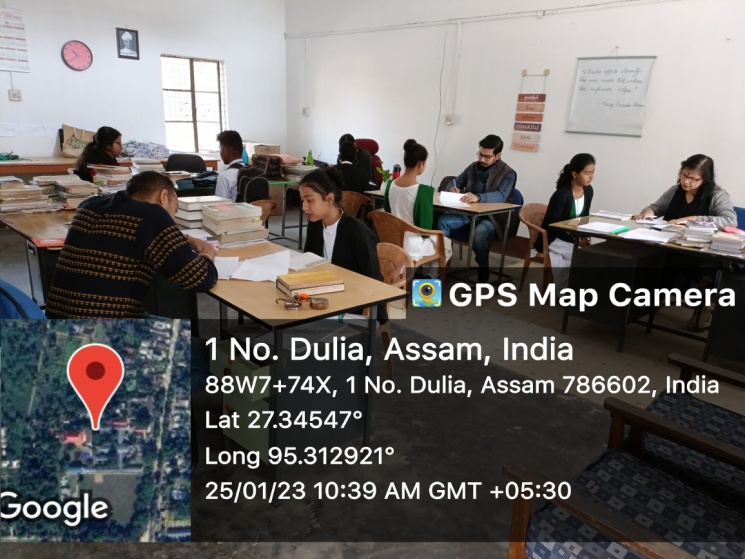 thankful
GPS Map Camera
1 No. Dulia, Assam, India
88W7+74X, 1 No. Dulia, Assam 786602, India
Lat 27.34547°
Long 95.312921°
25/01/23 10:39 AM GMT +05:30
Google